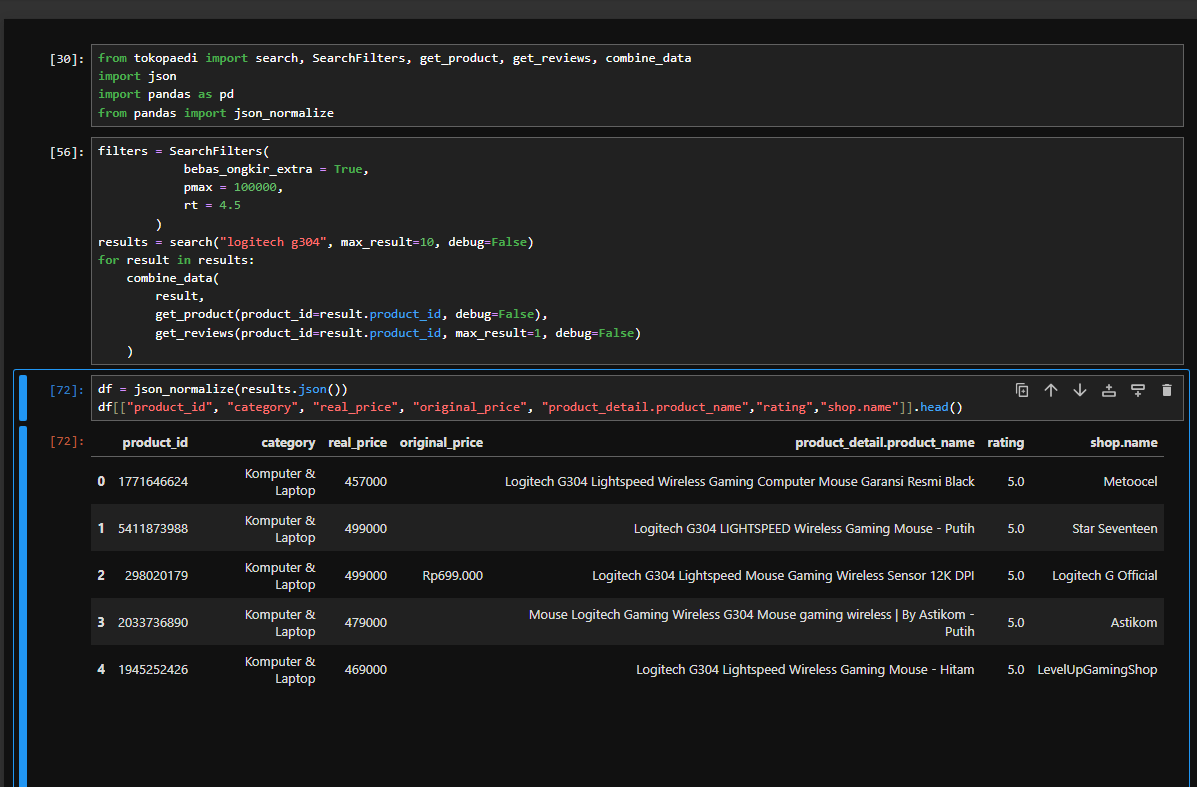 [30]: from tokopaedi import search, SearchFilters, get_product, get_reviews, combine_data
import json
import pandas as pd
from pandas import json_normalize
[56]: filters = SearchFilters(
            bebas_ongkir_extra = True,
            pmax = 100000,
            rt = 4.5
        )
results = search("logitech g304", max_result=10, debug=False)
for result in results:
    combine_data(
        result,
        get_product(product_id=result.product_id, debug=False),
        get_reviews(product_id=result.product_id, max_result=1, debug=False)
    )
[72]: df = json_normalize(results.json())
df[["product_id", "category", "real_price", "original_price", "product_detail.product_name","rating","shop.name"]].head()
[72]: product_id category real_price original_price product_detail.product_name rating shop.name
0 1771646624 Komputer & Laptop 457000 Logitech G304 Lightspeed Wireless Gaming Computer Mouse Garansi Resmi Black 5.0 Metoocel
1 5411873988 Komputer & Laptop 499000 Logitech G304 LIGHTSPEED Wireless Gaming Mouse - Putih 5.0 Star Seventeen
2 298020179 Komputer & Laptop 499000 Rp699.000 Logitech G304 Lightspeed Mouse Gaming Wireless Sensor 12K DPI 5.0 Logitech G Official
3 2033736890 Komputer & Laptop 479000 Mouse Logitech Gaming Wireless G304 Mouse gaming wireless | By Astikom - Putih 5.0 Astikom
4 1945252426 Komputer & Laptop 469000 Logitech G304 Lightspeed Wireless Gaming Mouse - Hitam 5.0 LevelUpGamingShop